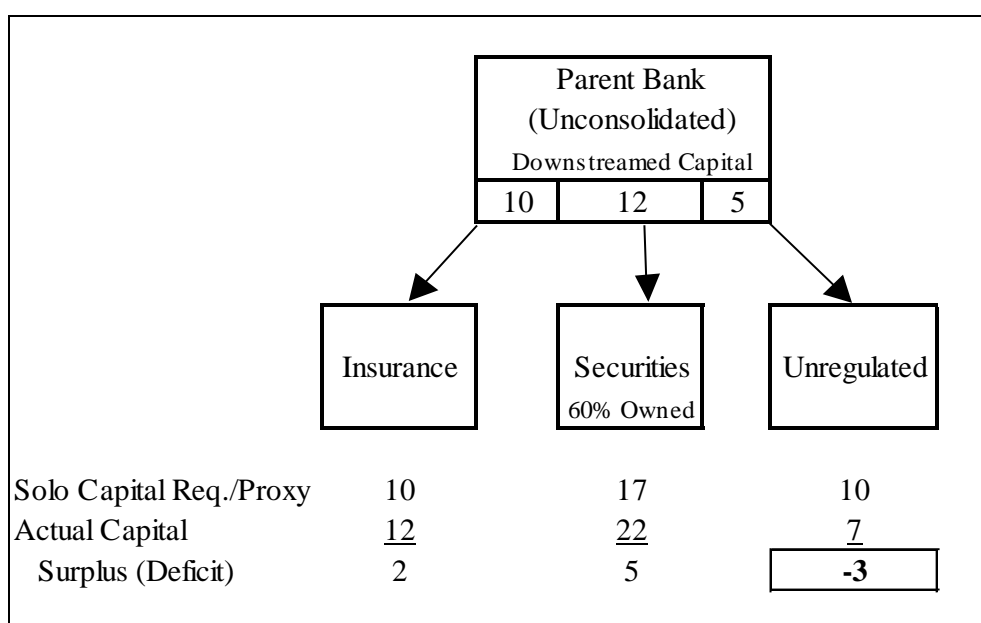 Parent Bank
(Unconsolidated)
Downstreamed Capital
10 12 5
Insurance Securities Unregulated
60% Owned
Solo Capital Req./Proxy 10 17 10
Actual Capital 12 22 7
Surplus (Deficit) 2 5 -3